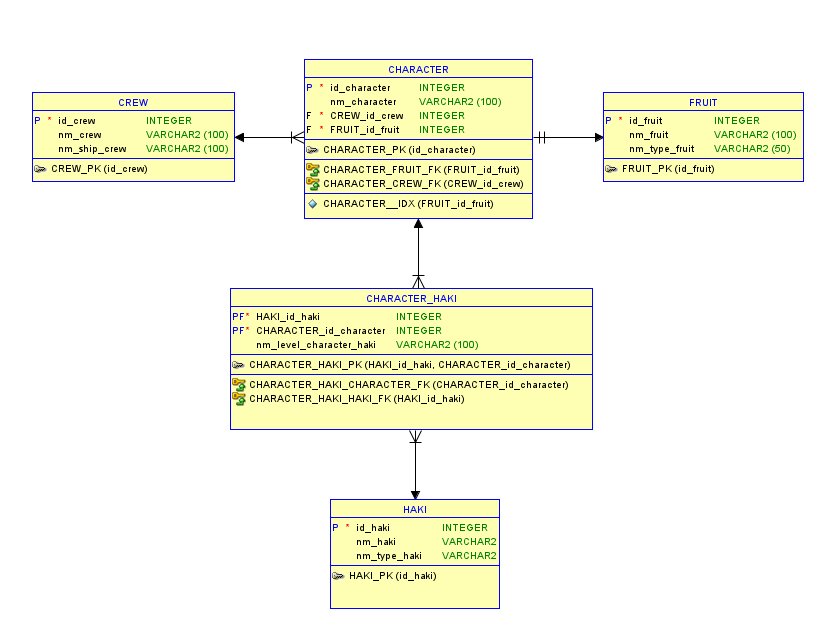 CHARACTER
P * id_character INTEGER
nm_character VARCHAR2 (100)
F * CREW_id_crew INTEGER
F * FRUIT_id_fruit INTEGER
CHARACTER_PK (id_character)
CHARACTER_FRUIT_FK (FRUIT_id_fruit)
CHARACTER_CREW_FK (CREW_id_crew)
CHARACTER__IDX (FRUIT_id_fruit)
CREW
P * id_crew INTEGER
nm_crew VARCHAR2 (100)
nm_ship_crew VARCHAR2 (100)
CREW_PK (id_crew)
FRUIT
P * id_fruit INTEGER
nm_fruit VARCHAR2 (100)
nm_type_fruit VARCHAR2 (50)
FRUIT_PK (id_fruit)
CHARACTER_HAKI
PF* HAKI_id_haki INTEGER
PF* CHARACTER_id_character INTEGER
nm_level_character_haki VARCHAR2 (100)
CHARACTER_HAKI_PK (HAKI_id_haki, CHARACTER_id_character)
CHARACTER_HAKI_CHARACTER_FK (CHARACTER_id_character)
CHARACTER_HAKI_HAKI_FK (HAKI_id_haki)
HAKI
P * id_haki INTEGER
nm_haki VARCHAR2
nm_type_haki VARCHAR2
HAKI_PK (id_haki)